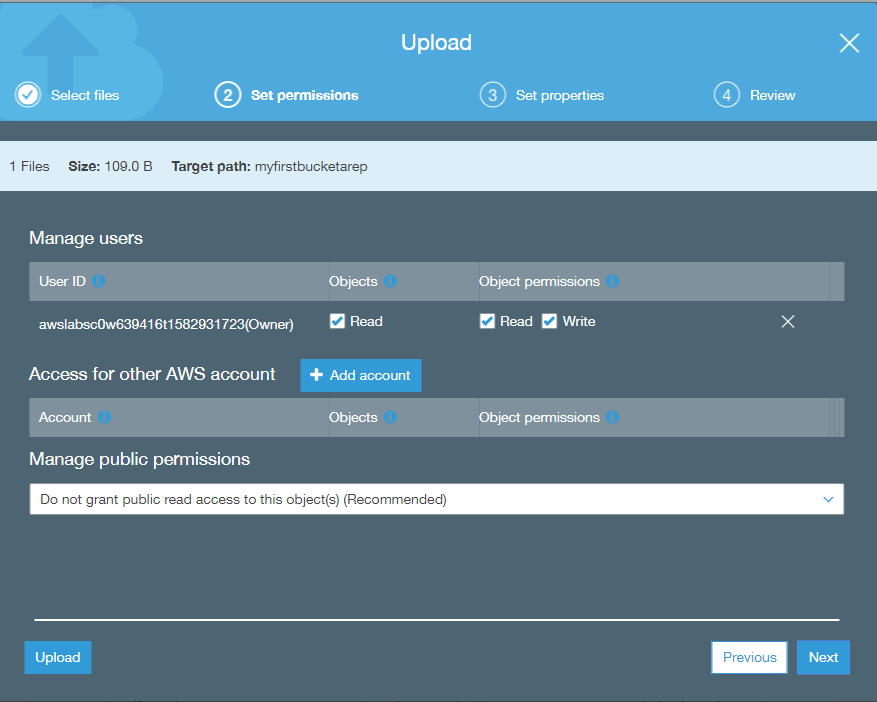 Upload
Select files 2 Set permissions 3 Set properties 4 Review
1 Files Size: 109.0 B Target path: myfirstbucketarep
Manage users
User ID Objects Object permissions
awslabsc0w639416t1582931723(Owner) Read Read Write
Access for other AWS account Add account
Account Objects Object permissions
Manage public permissions
Do not grant public read access to this object(s) (Recommended)
Upload Previous Next